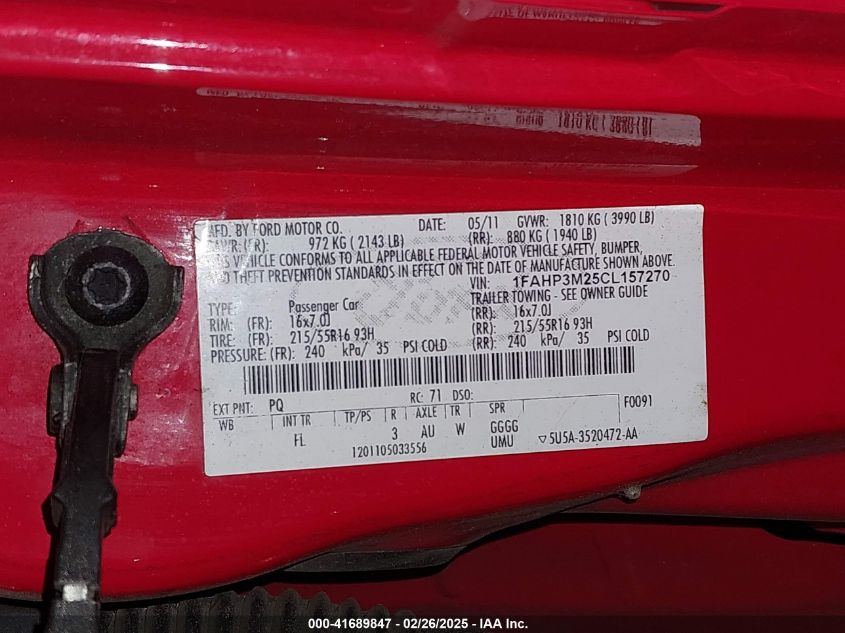 1810 KG ( 3990 LB)
MFD. BY FORD MOTOR CO. DATE: 05/11 GVWR: 1810 KG ( 3990 LB)
GAWR:(FR): 972 KG ( 2143 LB) (RR): 880 KG ( 1940 LB)
THIS VEHICLE CONFORMS TO ALL APPLICABLE FEDERAL MOTOR VEHICLE SAFETY, BUMPER,
AND THEFT PREVENTION STANDARDS IN EFFECT ON THE DATE OF MANUFACTURE SHOWN ABOVE.
VIN: 1FAHP3M25CL157270
TYPE: Passenger Car TRAILER TOWING - SEE OWNER GUIDE
RIM: (FR): 16x7.0J (RR): 16x7.0J
TIRE: (FR): 215/55R16 93H (RR): 215/55R16 93H
PRESSURE: (FR): 240 kPa/ 35 PSI COLD (RR): 240 kPa/ 35 PSI COLD
EXT PNT: PQ RC: 71 DSO: F0091
WB INT TR TP/PS R AXLE TR SPR
FL 3 AU W GGGG
UMU
1201105033556 ▽5U5A-3520472-AA
000-41689847 - 02/26/2025 - IAA Inc.